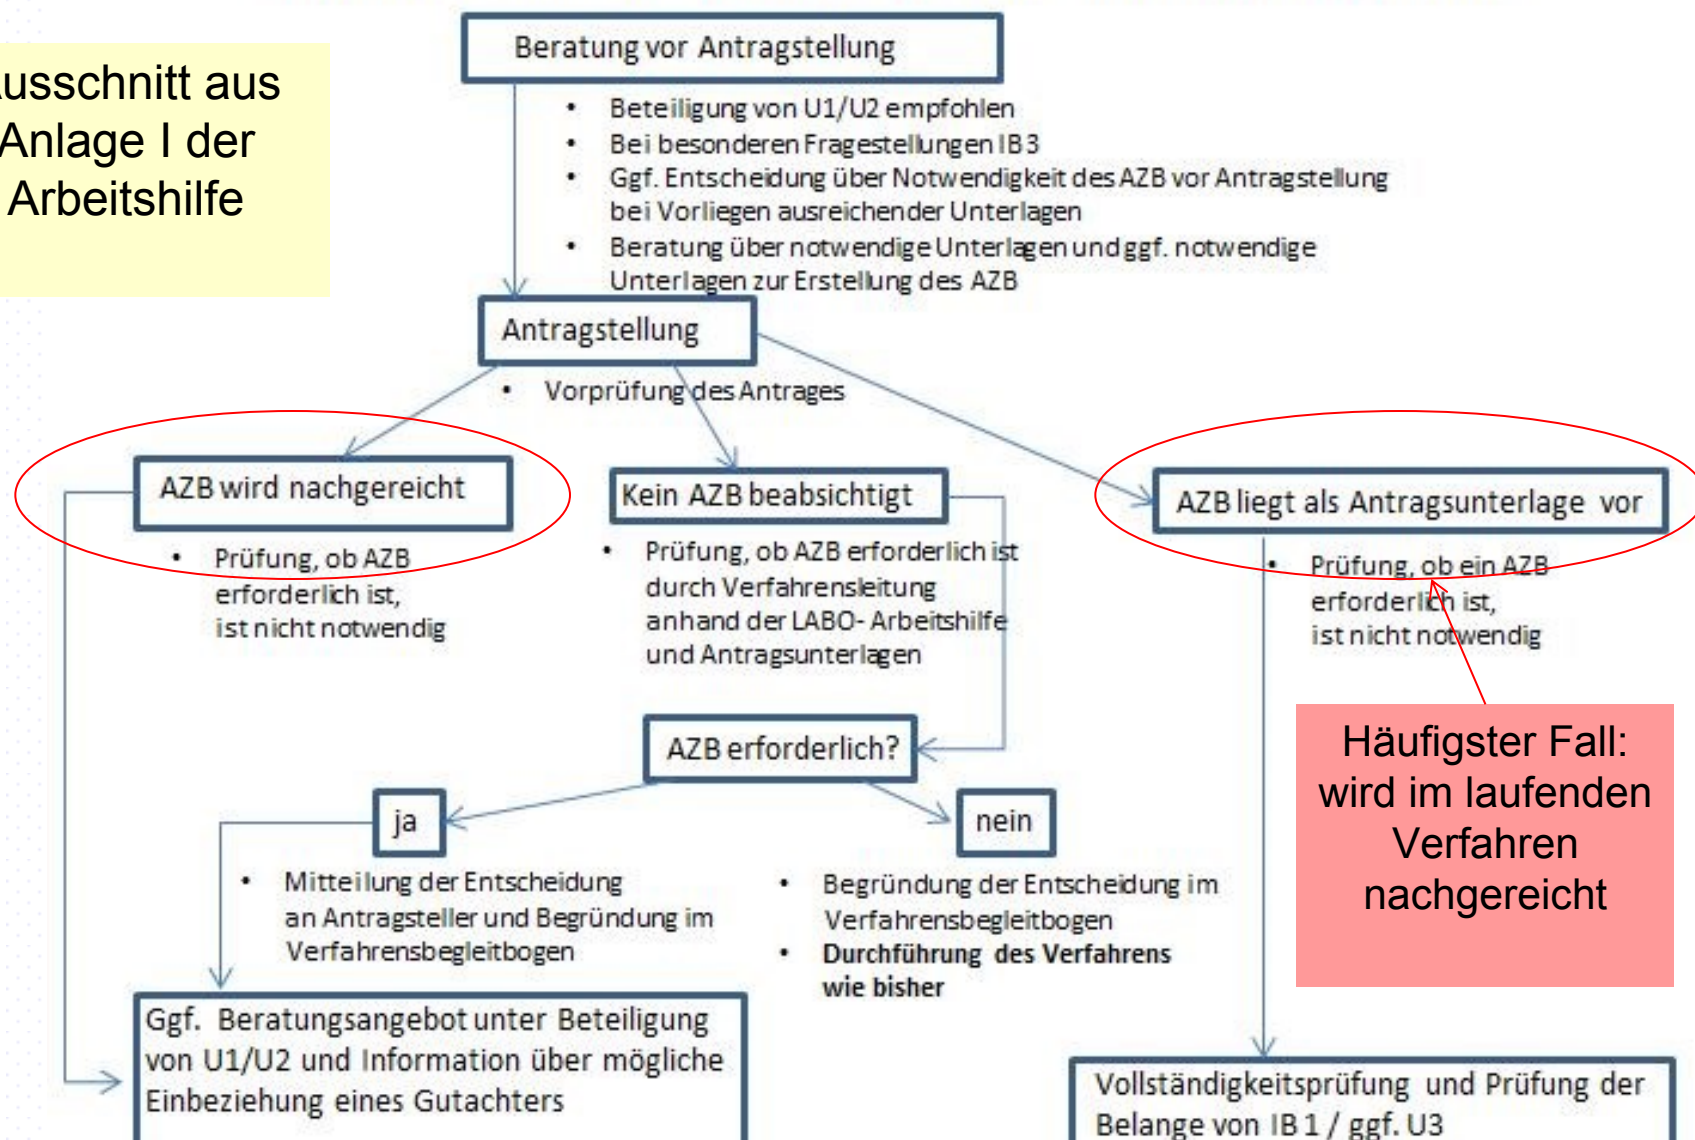 Beratung vor Antragstellung
Ausschnitt aus
Anlage I der
Arbeitshilfe
• Beteiligung von U1/U2 empfohlen
• Bei besonderen Fragestellungen IB3
• Ggf. Entscheidung über Notwendigkeit des AZB vor Antragstellung
bei Vorliegen ausreichender Unterlagen
• Beratung über notwendige Unterlagen und ggf. notwendige
Unterlagen zur Erstellung des AZB
Antragstellung
• Vorprüfung des Antrages
AZB wird nachgereicht
• Prüfung, ob AZB
erforderlich ist,
ist nicht notwendig
Kein AZB beabsichtigt
• Prüfung, ob AZB erforderlich ist
durch Verfahrensleitung
anhand der LABO- Arbeitshilfe
und Antragsunterlagen
AZB liegt als Antragsunterlage vor
• Prüfung, ob ein AZB
erforderlich ist,
ist nicht notwendig
Häufigster Fall:
wird im laufenden
Verfahren
nachgereicht
AZB erforderlich?
ja
• Mitteilung der Entscheidung
an Antragsteller und Begründung im
Verfahrensbegleitbogen
nein
• Begründung der Entscheidung im
Verfahrensbegleitbogen
• Durchführung des Verfahrens
wie bisher
Ggf. Beratungsangebot unter Beteiligung
von U1/U2 und Information über mögliche
Einbeziehung eines Gutachters
Vollständigkeitsprüfung und Prüfung der
Belange von IB 1 / ggf. U3